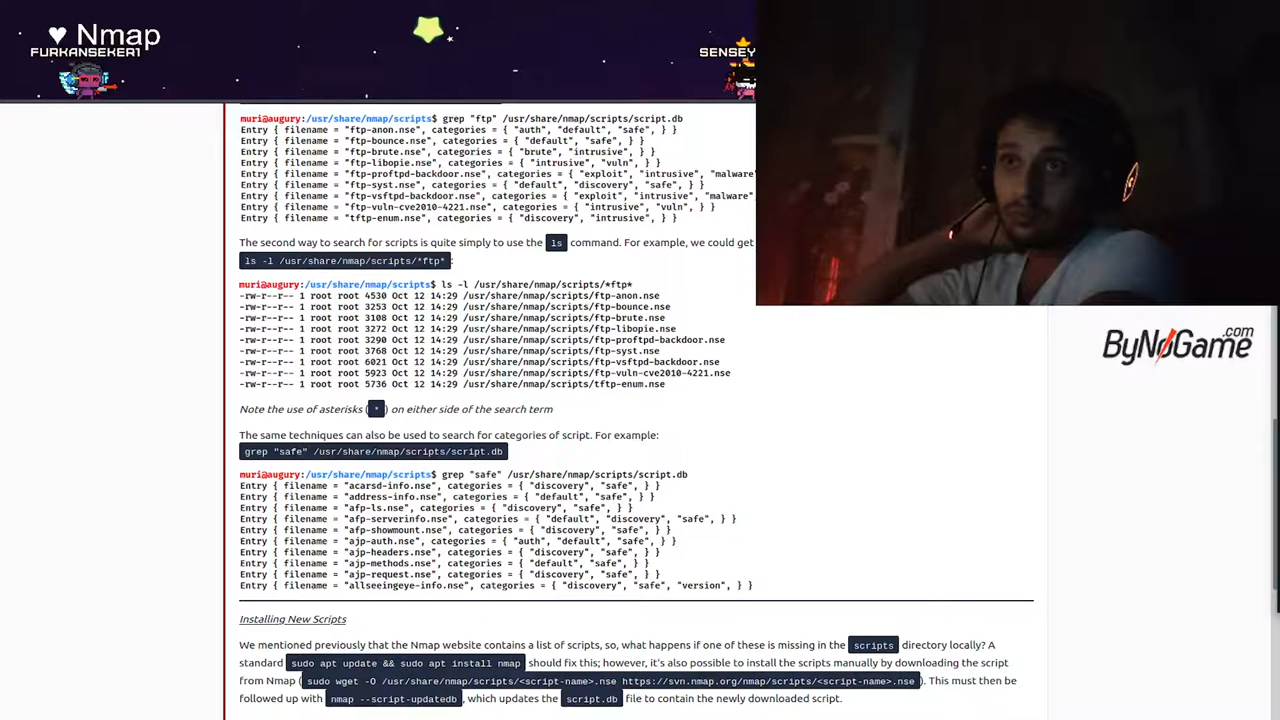 ♥ Nmap
FURKANSEKER1
SENSEY
muri@augury:/usr/share/nmap/scripts$ grep "ftp" /usr/share/nmap/scripts/script.db
Entry { filename = "ftp-anon.nse", categories = { "auth", "default", "safe", } }
Entry { filename = "ftp-bounce.nse", categories = { "default", "safe", } }
Entry { filename = "ftp-brute.nse", categories = { "brute", "intrusive", } }
Entry { filename = "ftp-libopie.nse", categories = { "intrusive", "vuln", } }
Entry { filename = "ftp-proftpd-backdoor.nse", categories = { "exploit", "intrusive", "malware"
Entry { filename = "ftp-syst.nse", categories = { "default", "discovery", "safe", } }
Entry { filename = "ftp-vsftpd-backdoor.nse", categories = { "exploit", "intrusive", "malware"
Entry { filename = "ftp-vuln-cve2010-4221.nse", categories = { "intrusive", "vuln", } }
Entry { filename = "tftp-enum.nse", categories = { "discovery", "intrusive", } }
The second way to search for scripts is quite simply to use the ls command. For example, we could get
ls -l /usr/share/nmap/scripts/*ftp* :
muri@augury:/usr/share/nmap/scripts$ ls -l /usr/share/nmap/scripts/*ftp*
-rw-r--r-- 1 root root 4530 Oct 12 14:29 /usr/share/nmap/scripts/ftp-anon.nse
-rw-r--r-- 1 root root 3253 Oct 12 14:29 /usr/share/nmap/scripts/ftp-bounce.nse
-rw-r--r-- 1 root root 3108 Oct 12 14:29 /usr/share/nmap/scripts/ftp-brute.nse
-rw-r--r-- 1 root root 3272 Oct 12 14:29 /usr/share/nmap/scripts/ftp-libopie.nse
-rw-r--r-- 1 root root 3290 Oct 12 14:29 /usr/share/nmap/scripts/ftp-proftpd-backdoor.nse
-rw-r--r-- 1 root root 3768 Oct 12 14:29 /usr/share/nmap/scripts/ftp-syst.nse
-rw-r--r-- 1 root root 6021 Oct 12 14:29 /usr/share/nmap/scripts/ftp-vsftpd-backdoor.nse
-rw-r--r-- 1 root root 5923 Oct 12 14:29 /usr/share/nmap/scripts/ftp-vuln-cve2010-4221.nse
-rw-r--r-- 1 root root 5736 Oct 12 14:29 /usr/share/nmap/scripts/tftp-enum.nse
ByNoGame.com
Note the use of asterisks ( * ) on either side of the search term
The same techniques can also be used to search for categories of script. For example:
grep "safe" /usr/share/nmap/scripts/script.db
muri@augury:/usr/share/nmap/scripts$ grep "safe" /usr/share/nmap/scripts/script.db
Entry { filename = "acarsd-info.nse", categories = { "discovery", "safe", } }
Entry { filename = "address-info.nse", categories = { "default", "safe", } }
Entry { filename = "afp-ls.nse", categories = { "discovery", "safe", } }
Entry { filename = "afp-serverinfo.nse", categories = { "default", "discovery", "safe", } }
Entry { filename = "afp-showmount.nse", categories = { "discovery", "safe", } }
Entry { filename = "ajp-auth.nse", categories = { "auth", "default", "safe", } }
Entry { filename = "ajp-headers.nse", categories = { "discovery", "safe", } }
Entry { filename = "ajp-methods.nse", categories = { "default", "safe", } }
Entry { filename = "ajp-request.nse", categories = { "discovery", "safe", } }
Entry { filename = "allseeingeye-info.nse", categories = { "discovery", "safe", "version", } }
Installing New Scripts
We mentioned previously that the Nmap website contains a list of scripts, so, what happens if one of these is missing in the scripts directory locally? A
standard sudo apt update && sudo apt install nmap should fix this; however, it's also possible to install the scripts manually by downloading the script
from Nmap ( sudo wget -O /usr/share/nmap/scripts/<script-name>.nse https://svn.nmap.org/nmap/scripts/<script-name>.nse ). This must then be
followed up with nmap --script-updatedb , which updates the script.db file to contain the newly downloaded script.